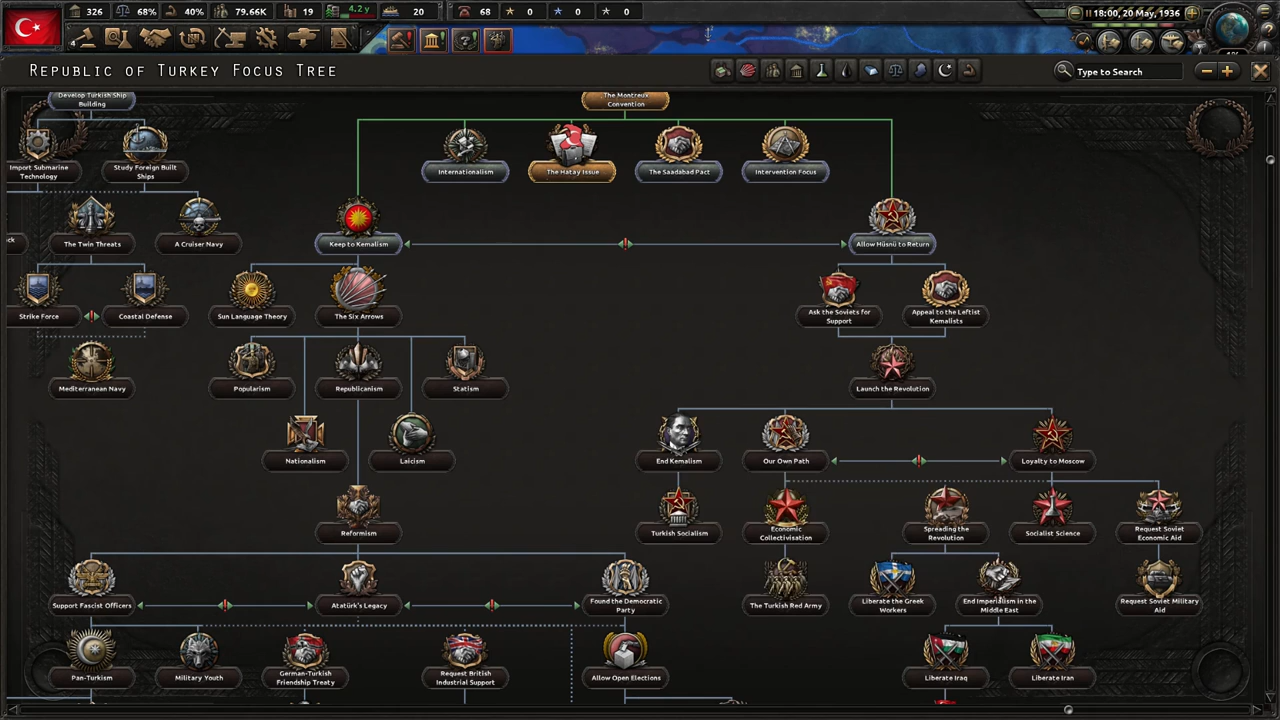 326
68%
40%
79.66K
19
4.2 y
20
68
0
0
0
18:00, 20 May, 1936
4
REPUBLIC OF TURKEY FOCUS TREE
Type to Search
Develop Turkish Ship
Building
The Montreux
Convention
Import Submarine
Technology
Study Foreign Built
Ships
Internationalism
The Hatay Issue
The Saadabad Pact
Intervention Focus
The Twin Threats
A Cruiser Navy
Keep to Kemalism
Allow Hüsnü to Return
Strike Force
Coastal Defense
Sun Language Theory
The Six Arrows
Ask the Soviets for
Support
Appeal to the Leftist
Kemalists
Mediterranean Navy
Popularism
Republicanism
Statism
Launch the Revolution
Nationalism
Laicism
End Kemalism
Our Own Path
Loyalty to Moscow
Reformism
Turkish Socialism
Economic
Collectivisation
Spreading the
Revolution
Socialist Science
Request Soviet
Economic Aid
Support Fascist Officers
Atatürk's Legacy
Found the Democratic
Party
The Turkish Red Army
Liberate the Greek
Workers
End Imperialism in the
Middle East
Request Soviet Military
Aid
Pan-Turkism
Military Youth
German-Turkish
Friendship Treaty
Request British
Industrial Support
Allow Open Elections
Liberate Iraq
Liberate Iran